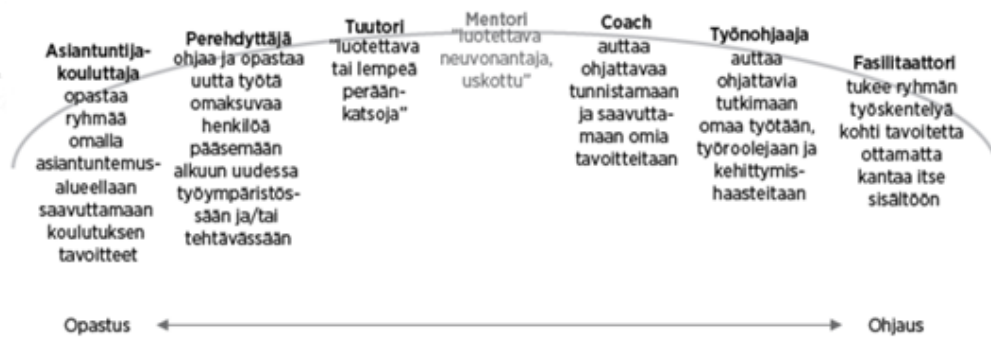 Asiantuntija-
kouluttaja
opastaa
ryhmää
omalla
asiantuntemus-
alueellaan
saavuttamaan
koulutuksen
tavoitteet
Perehdyttäjä
ohjaa ja opastaa
uutta työtä
omaksuvaa
henkilöä
pääsemään
alkuun uudessa
työympäristös-
sään ja/tai
tehtävässään
Tuutori
"luotettava
tai lempeä
perään-
katsoja"
Mentori
"luotettava
neuvonantaja,
uskottu"
Coach
auttaa
ohjattavaa
tunnistamaan
ja saavutta-
maan omia
tavoitteitaan
Työnohjaaja
auttaa
ohjattavia
tutkimaan
omaa työtään,
työroolejaan ja
kehittymis-
haasteitaan
Fasilitaattori
tukee ryhmän
työskentelyä
kohti tavoitetta
ottamatta
kantaa itse
sisältöön
Opastus
Ohjaus